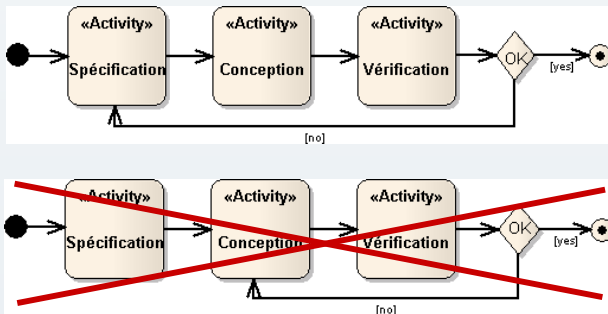 «Activity» «Activity» «Activity»
Spécification Conception Vérification OK
[yes]
[no]
«Activity» «Activity» «Activity»
Spécification Conception Vérification OK
[yes]
[no]